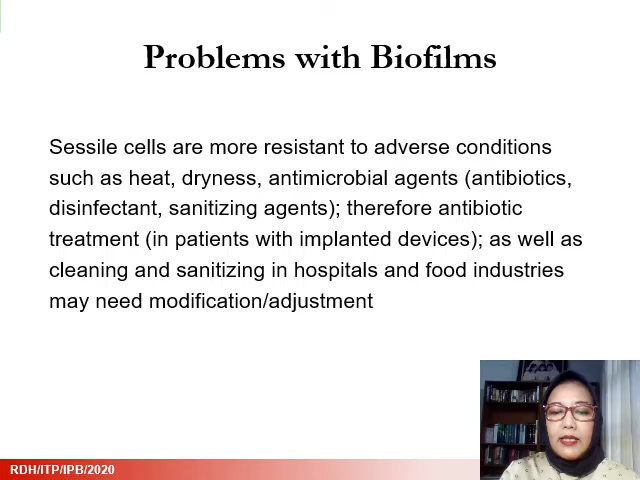 Problems with Biofilms
Sessile cells are more resistant to adverse conditions
such as heat, dryness, antimicrobial agents (antibiotics,
disinfectant, sanitizing agents); therefore antibiotic
treatment (in patients with implanted devices); as well as
cleaning and sanitizing in hospitals and food industries
may need modification/adjustment
RDH/ITP/IPB/2020